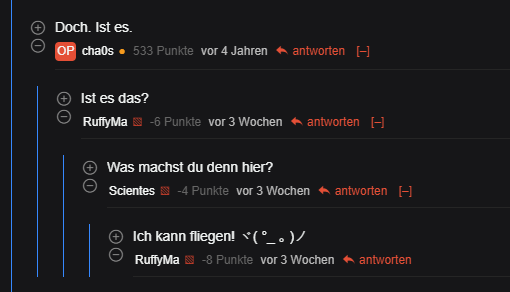 Doch. Ist es.
OP cha0s 533 Punkte vor 4 Jahren antworten [–]
Ist es das?
RuffyMa -6 Punkte vor 3 Wochen antworten [–]
Was machst du denn hier?
Scientes -4 Punkte vor 3 Wochen antworten [–]
Ich kann fliegen! ヾ( °_ 。)ノ
RuffyMa -8 Punkte vor 3 Wochen antworten